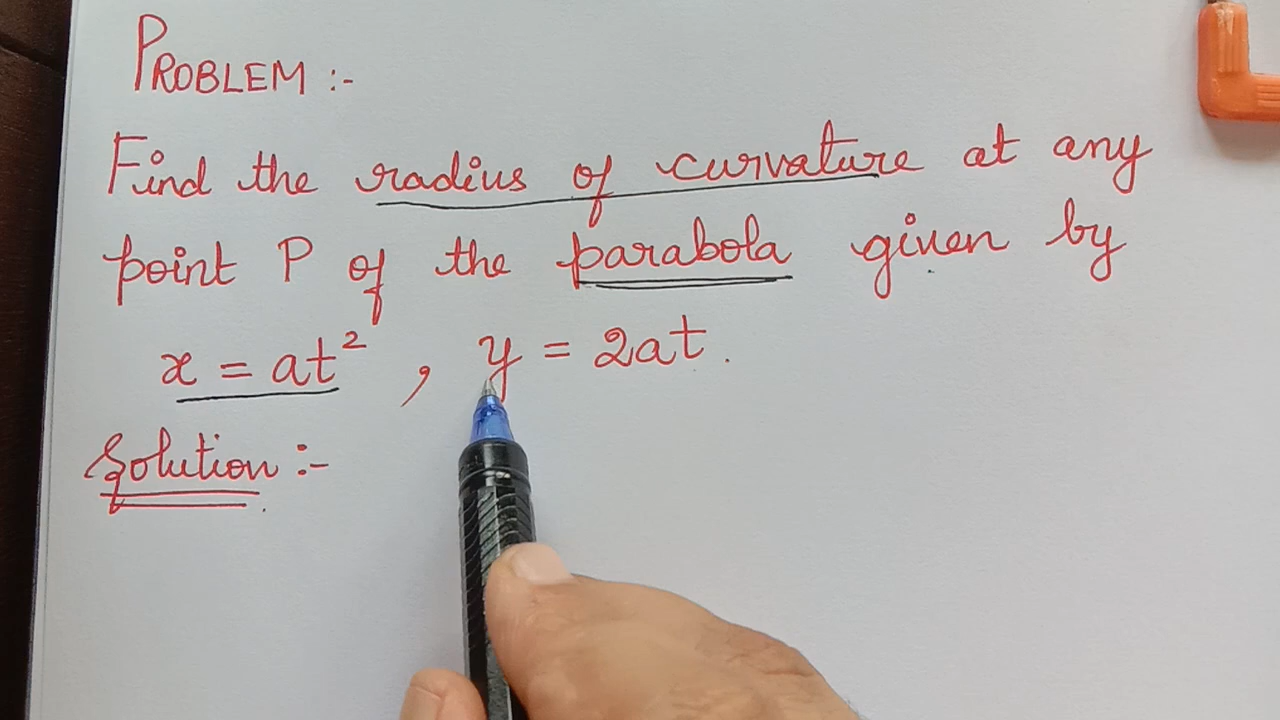 PROBLEM :-
Find the radius of curvature at any
point P of the parabola given by
x = at² , y = 2at.
Solution :-